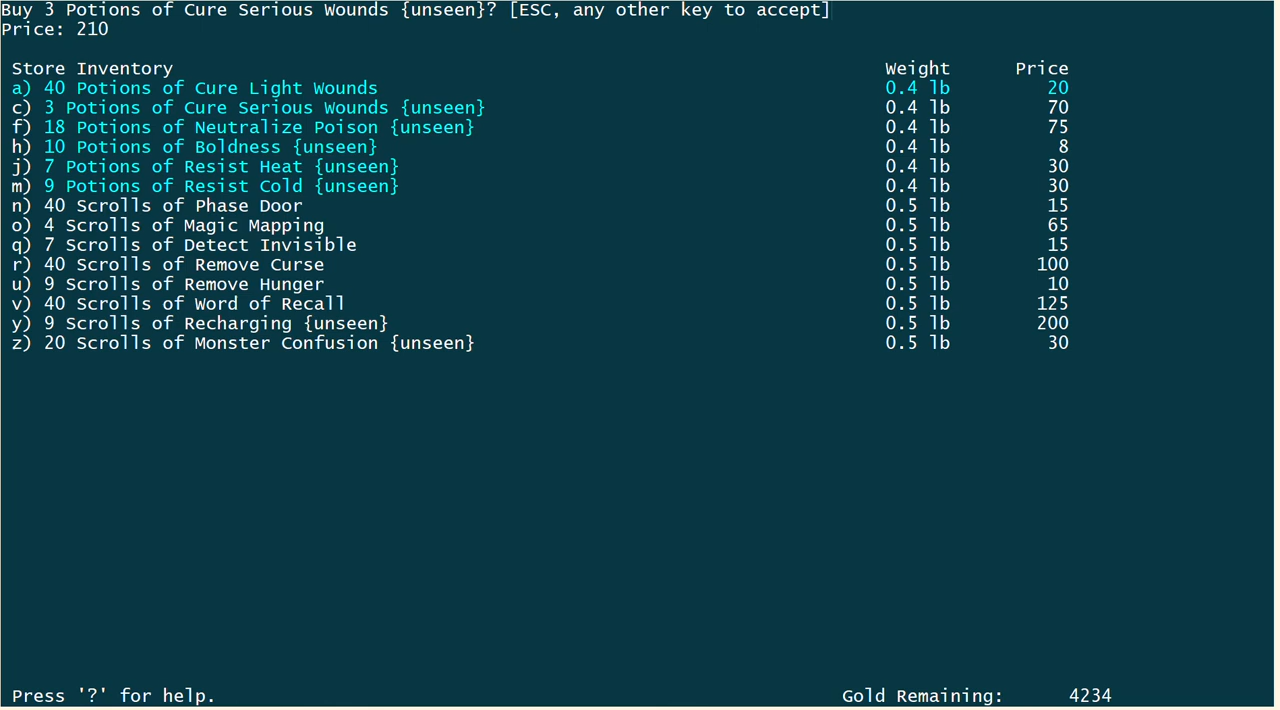 Buy 3 Potions of Cure Serious Wounds {unseen}? [ESC, any other key to accept]
Price: 210
Store Inventory Weight Price
a) 40 Potions of Cure Light Wounds 0.4 lb 20
c) 3 Potions of Cure Serious Wounds {unseen} 0.4 lb 70
f) 18 Potions of Neutralize Poison {unseen} 0.4 lb 75
h) 10 Potions of Boldness {unseen} 0.4 lb 8
j) 7 Potions of Resist Heat {unseen} 0.4 lb 30
m) 9 Potions of Resist Cold {unseen} 0.4 lb 30
n) 40 Scrolls of Phase Door 0.5 lb 15
o) 4 Scrolls of Magic Mapping 0.5 lb 65
q) 7 Scrolls of Detect Invisible 0.5 lb 15
r) 40 Scrolls of Remove Curse 0.5 lb 100
u) 9 Scrolls of Remove Hunger 0.5 lb 10
v) 40 Scrolls of Word of Recall 0.5 lb 125
y) 9 Scrolls of Recharging {unseen} 0.5 lb 200
z) 20 Scrolls of Monster Confusion {unseen} 0.5 lb 30
Press '?' for help. Gold Remaining: 4234